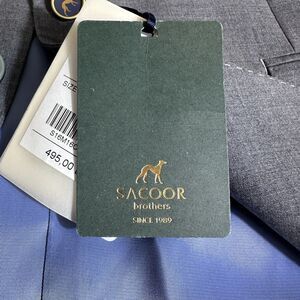 SIZE
495,00
SACOOR
brothers
SINCE 1989